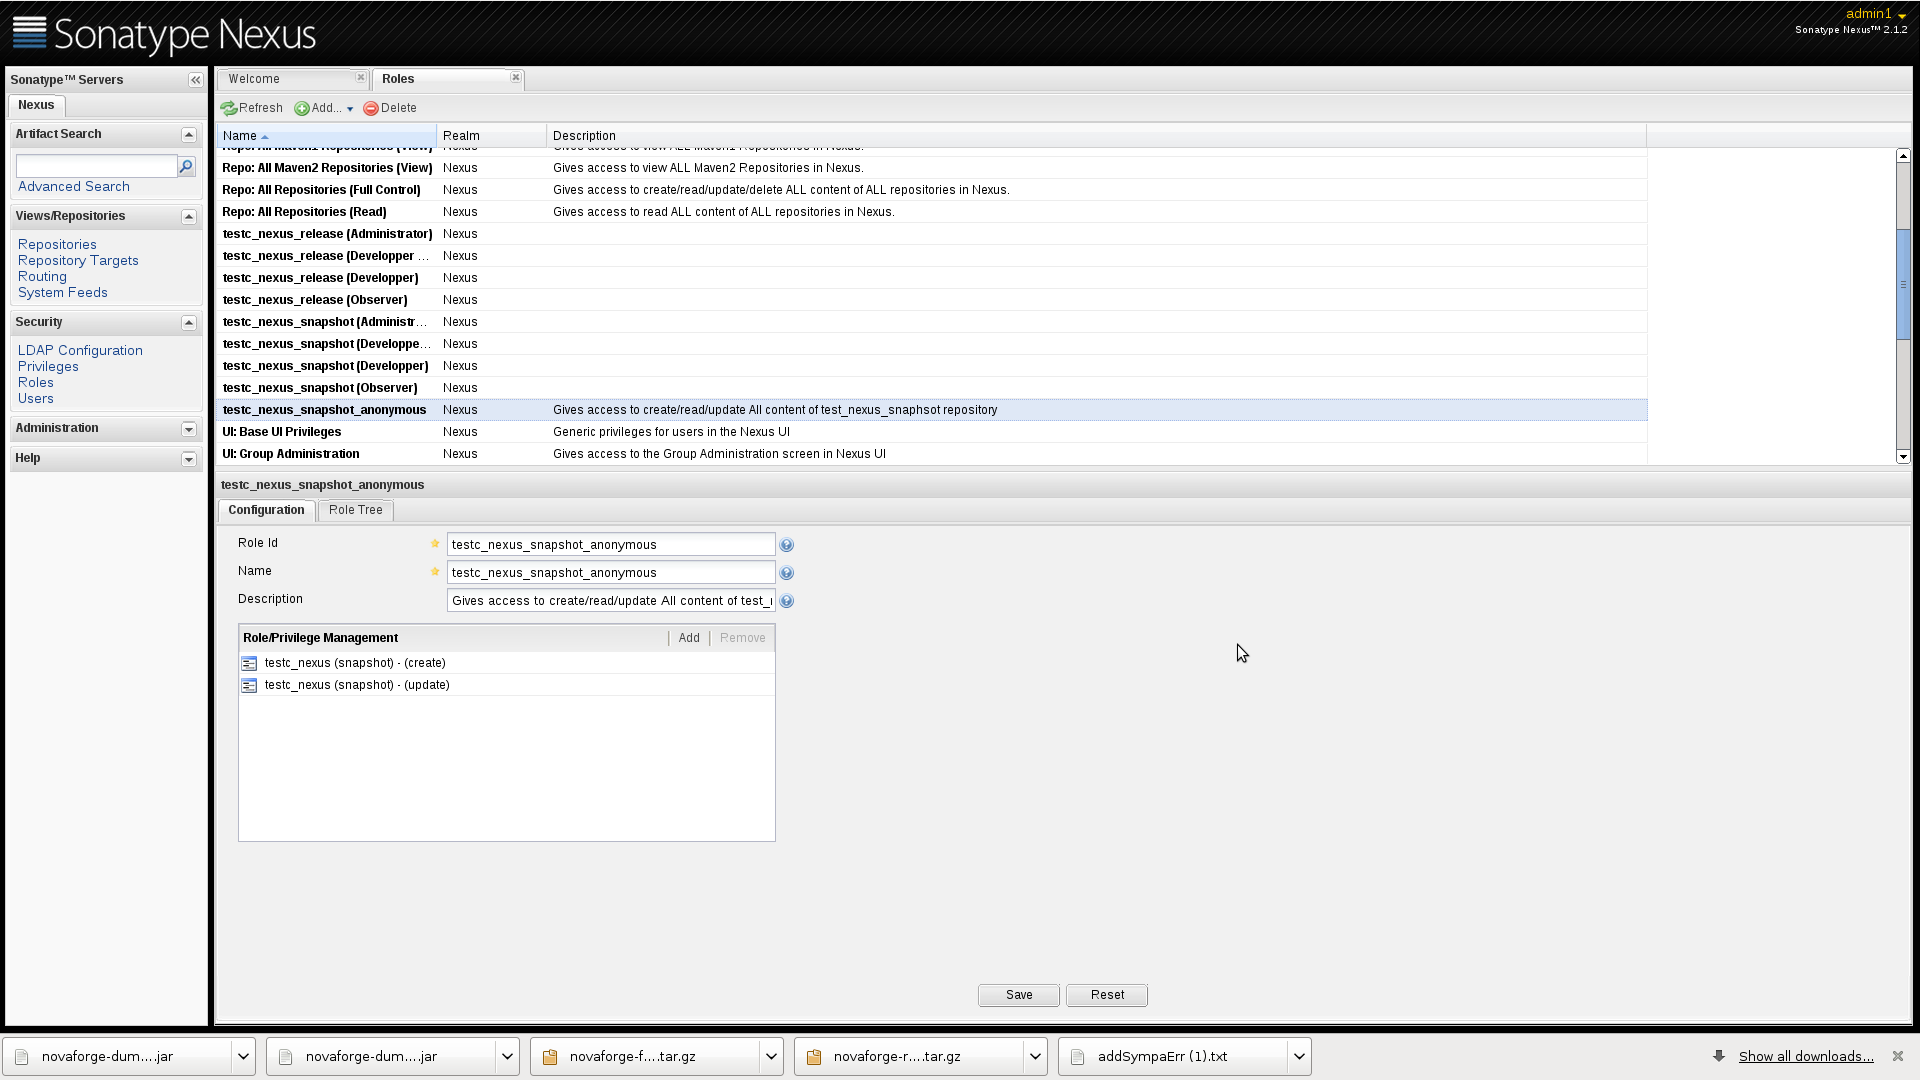 Sonatype Nexus
admin1
Sonatype Nexus™ 2.1.2
Sonatype™ Servers
Nexus
Artifact Search
Advanced Search
Views/Repositories
Repositories
Repository Targets
Routing
System Feeds
Security
LDAP Configuration
Privileges
Roles
Users
Administration
Help
Welcome
Roles
Refresh Add... Delete
Name Realm Description
Repo: All Maven1 Repositories (View) Nexus Gives access to view ALL Maven1 Repositories in Nexus.
Repo: All Maven2 Repositories (View) Nexus Gives access to view ALL Maven2 Repositories in Nexus.
Repo: All Repositories (Full Control) Nexus Gives access to create/read/update/delete ALL content of ALL repositories in Nexus.
Repo: All Repositories (Read) Nexus Gives access to read ALL content of ALL repositories in Nexus.
testc_nexus_release (Administrator) Nexus
testc_nexus_release (Developper ... Nexus
testc_nexus_release (Developper) Nexus
testc_nexus_release (Observer) Nexus
testc_nexus_snapshot (Administr... Nexus
testc_nexus_snapshot (Developpe... Nexus
testc_nexus_snapshot (Developper) Nexus
testc_nexus_snapshot (Observer) Nexus
testc_nexus_snapshot_anonymous Nexus Gives access to create/read/update All content of test_nexus_snaphsot repository
UI: Base UI Privileges Nexus Generic privileges for users in the Nexus UI
UI: Group Administration Nexus Gives access to the Group Administration screen in Nexus UI
testc_nexus_snapshot_anonymous
Configuration Role Tree
Role Id testc_nexus_snapshot_anonymous
Name testc_nexus_snapshot_anonymous
Description Gives access to create/read/update All content of test_
Role/Privilege Management Add Remove
testc_nexus (snapshot) - (create)
testc_nexus (snapshot) - (update)
Save Reset
novaforge-dum....jar
novaforge-dum....jar
novaforge-f....tar.gz
novaforge-r....tar.gz
addSympaErr (1).txt
Show all downloads...